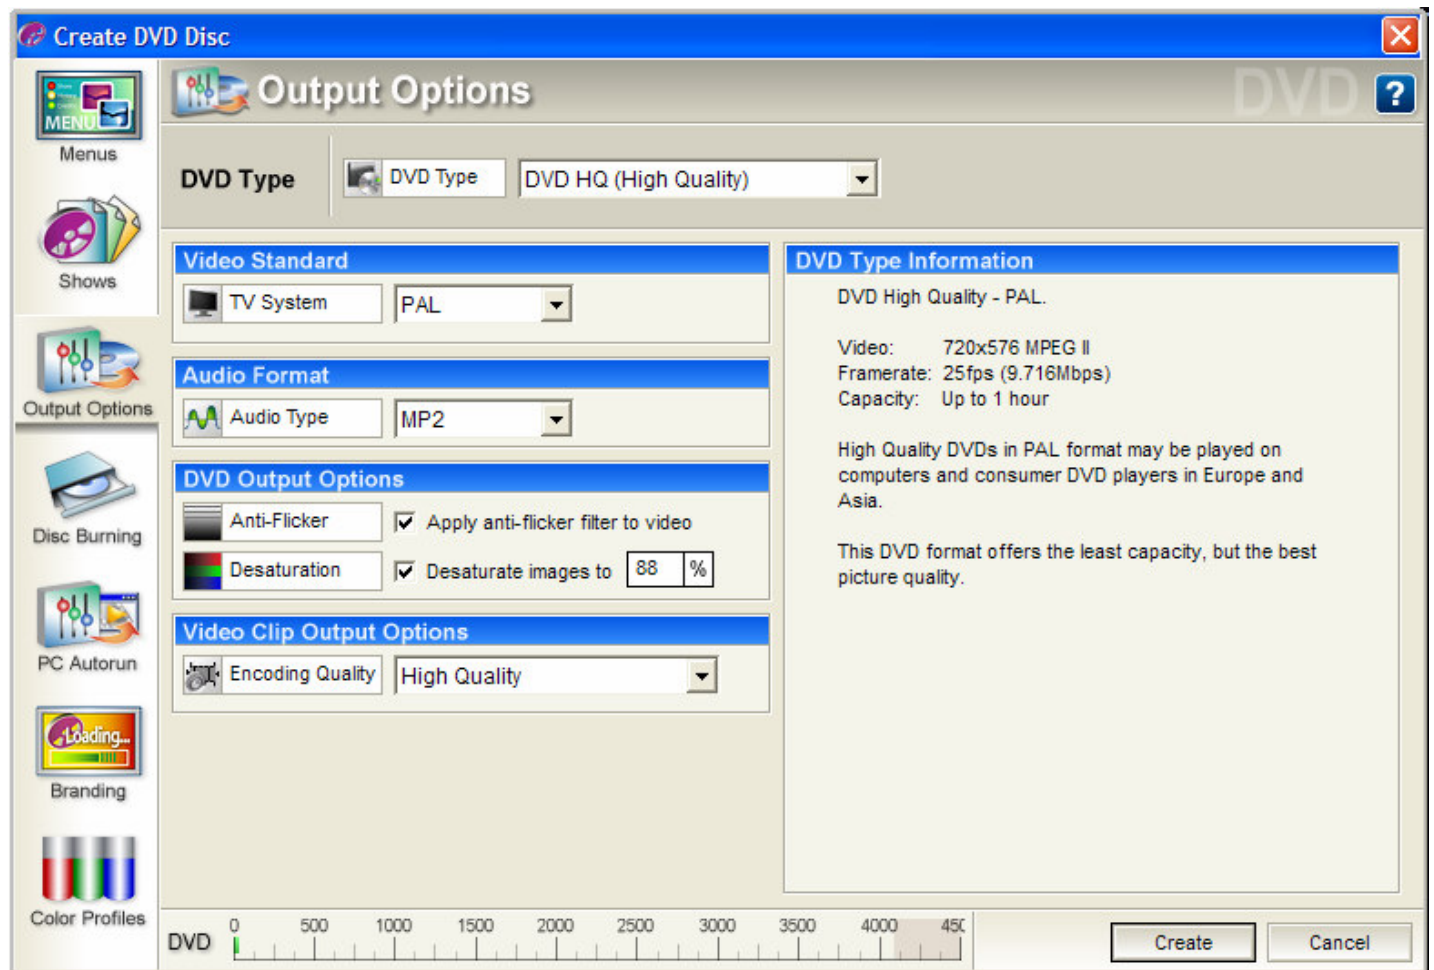 Create DVD Disc
Output Options
DVD
?
MENU
Menus
Shows
Output Options
Disc Burning
PC Autorun
Loading...
Branding
Color Profiles
DVD Type
DVD Type
DVD HQ (High Quality)
Video Standard
TV System
PAL
Audio Format
Audio Type
MP2
DVD Output Options
Anti-Flicker
Apply anti-flicker filter to video
Desaturation
Desaturate images to
88
%
Video Clip Output Options
Encoding Quality
High Quality
DVD Type Information
DVD High Quality - PAL.
Video: 720x576 MPEG II
Framerate: 25fps (9.716Mbps)
Capacity: Up to 1 hour
High Quality DVDs in PAL format may be played on
computers and consumer DVD players in Europe and
Asia.
This DVD format offers the least capacity, but the best
picture quality.
DVD
0 500 1000 1500 2000 2500 3000 3500 4000 450
Create
Cancel